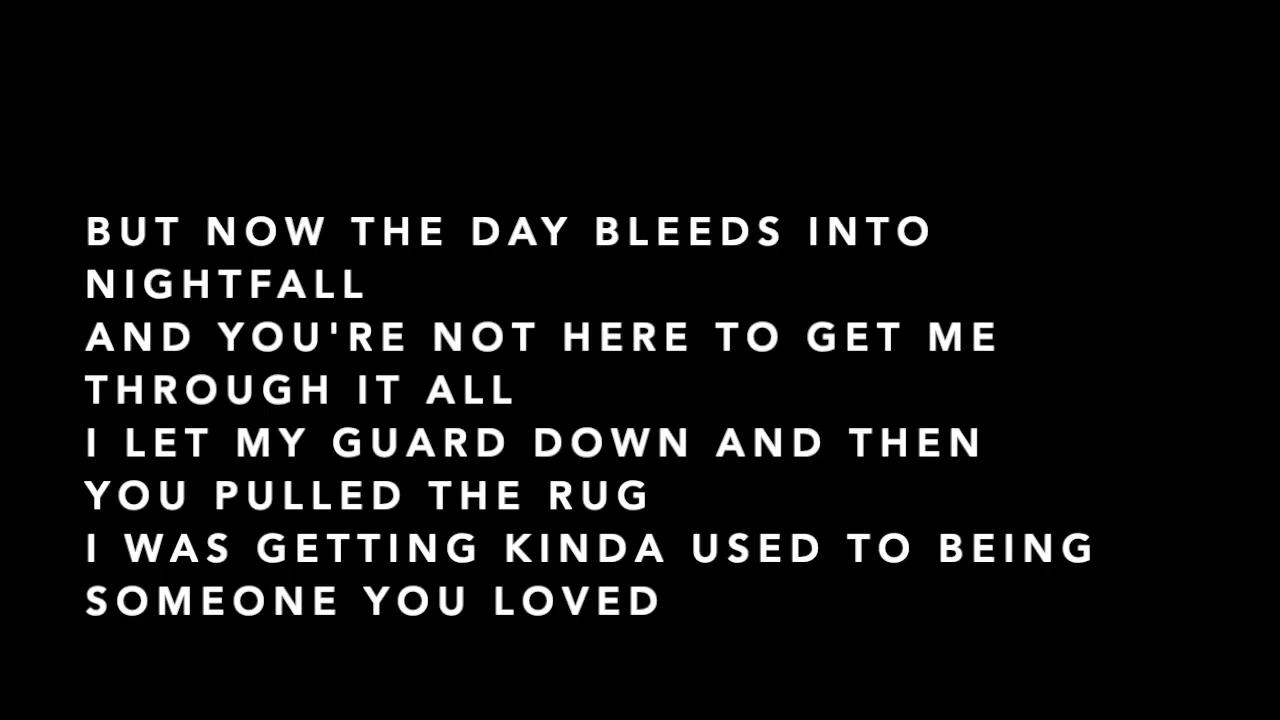 BUT NOW THE DAY BLEEDS INTO
NIGHTFALL
AND YOU'RE NOT HERE TO GET ME
THROUGH IT ALL
I LET MY GUARD DOWN AND THEN
YOU PULLED THE RUG
I WAS GETTING KINDA USED TO BEING
SOMEONE YOU LOVED